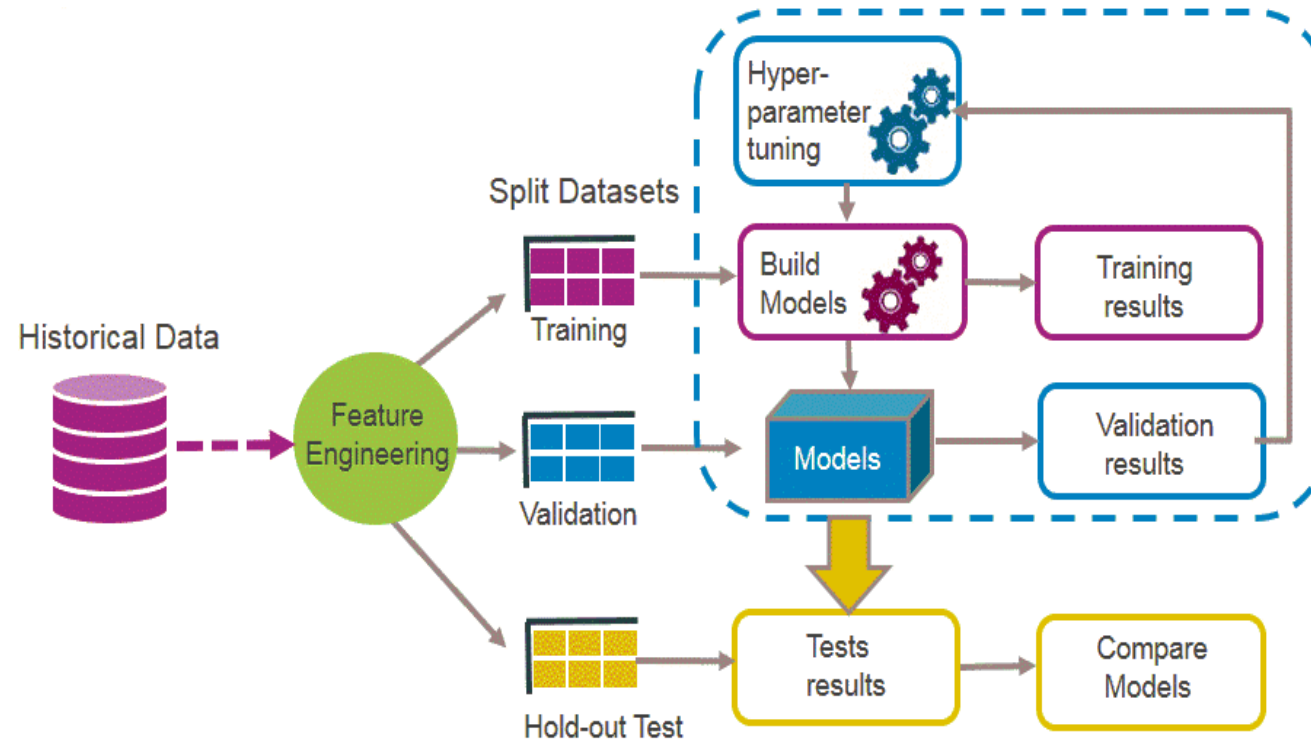 Hyper-
parameter
tuning
Split Datasets
Build
Models
Training
results
Training
Historical Data
Feature
Engineering
Models
Validation
results
Validation
Tests
results
Compare
Models
Hold-out Test